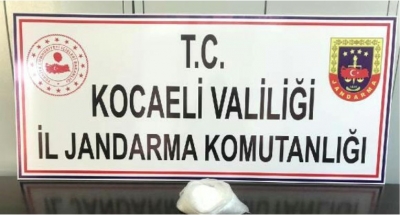 T.C.
KOCAELİ VALİLİĞİ
İL JANDARMA KOMUTANLIĞI
JANDARMA